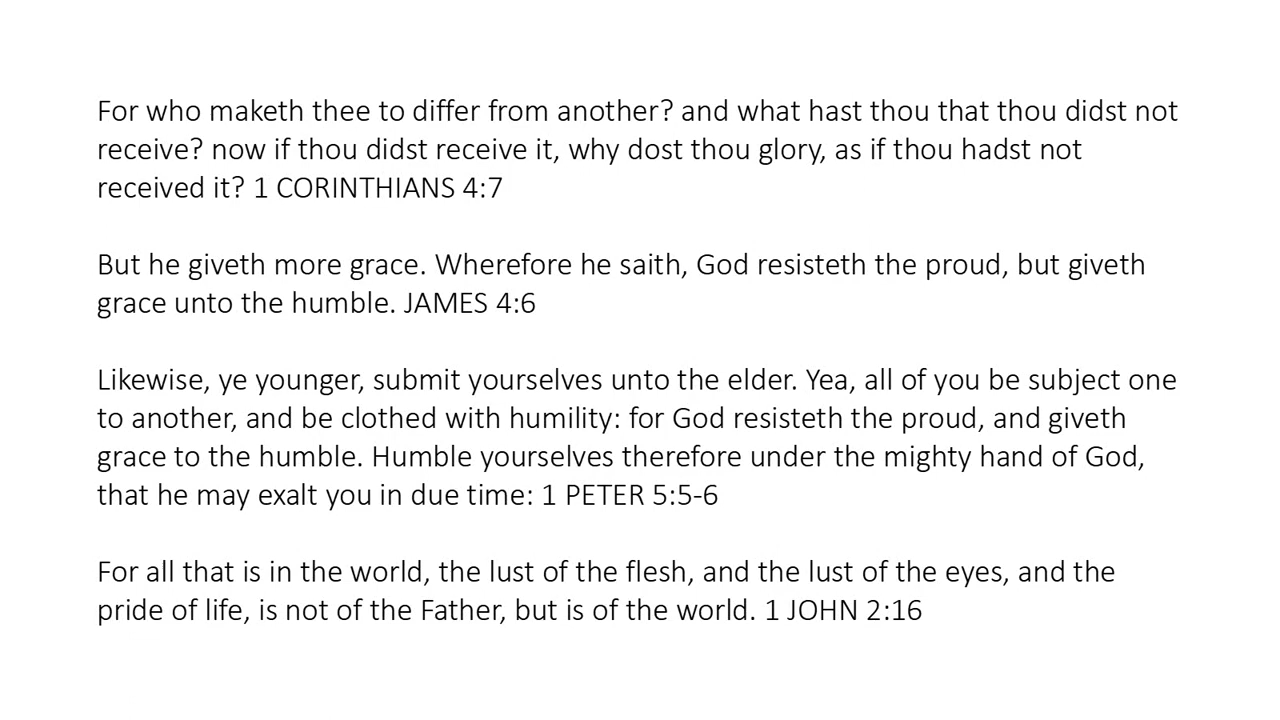 For who maketh thee to differ from another? and what hast thou that thou didst not
receive? now if thou didst receive it, why dost thou glory, as if thou hadst not
received it? 1 CORINTHIANS 4:7
But he giveth more grace. Wherefore he saith, God resisteth the proud, but giveth
grace unto the humble. JAMES 4:6
Likewise, ye younger, submit yourselves unto the elder. Yea, all of you be subject one
to another, and be clothed with humility: for God resisteth the proud, and giveth
grace to the humble. Humble yourselves therefore under the mighty hand of God,
that he may exalt you in due time: 1 PETER 5:5-6
For all that is in the world, the lust of the flesh, and the lust of the eyes, and the
pride of life, is not of the Father, but is of the world. 1 JOHN 2:16